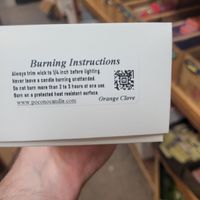 Burning Instructions
Always trim wick to 1/4 inch before lighting.
Never leave a candle burning unattended.
Do not burn more than 2 to 3 hours at one use.
Burn on a protected heat resistant surface.
www.poconocandle.com
Orange Clove